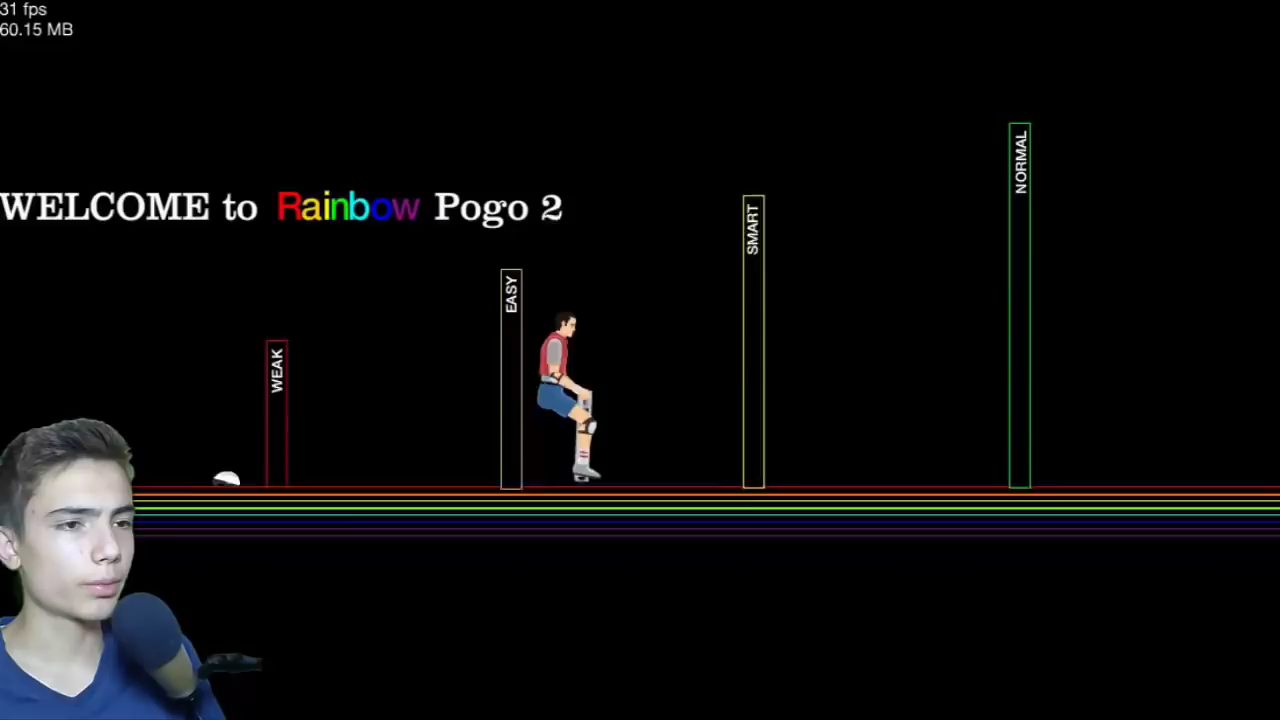 31 fps
60.15 MB
WELCOME to Rainbow Pogo 2
WEAK
EASY
SMART
NORMAL